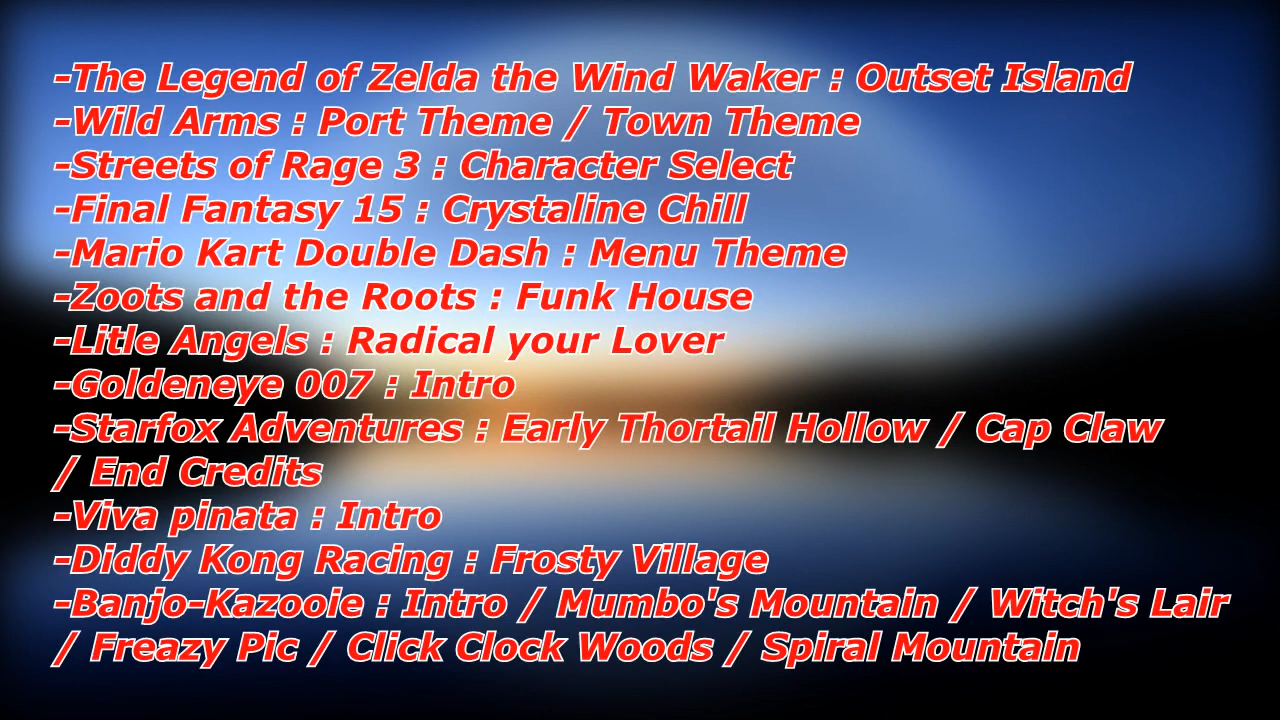 -The Legend of Zelda the Wind Waker : Outset Island
-Wild Arms : Port Theme / Town Theme
-Streets of Rage 3 : Character Select
-Final Fantasy 15 : Crystaline Chill
-Mario Kart Double Dash : Menu Theme
-Zoots and the Roots : Funk House
-Litle Angels : Radical your Lover
-Goldeneye 007 : Intro
-Starfox Adventures : Early Thortail Hollow / Cap Claw
/ End Credits
-Viva pinata : Intro
-Diddy Kong Racing : Frosty Village
-Banjo-Kazooie : Intro / Mumbo's Mountain / Witch's Lair
/ Freazy Pic / Click Clock Woods / Spiral Mountain